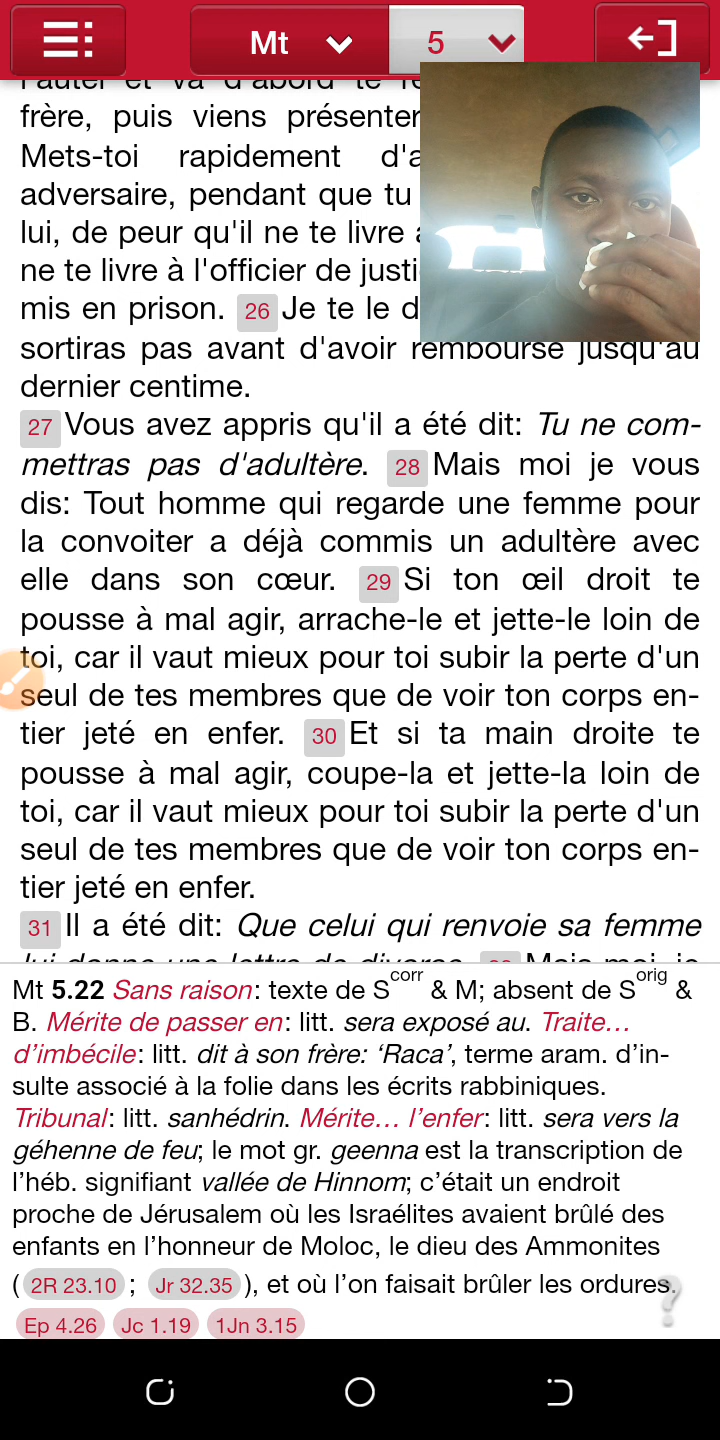 Mt 5
frère, puis viens présenter
Mets-toi rapidement d'a
adversaire, pendant que tu
lui, de peur qu'il ne te livre
ne te livre à l'officier de justi
mis en prison. 26 Je te le d
sortiras pas avant d'avoir remboursé jusqu'au
dernier centime.
27 Vous avez appris qu'il a été dit: Tu ne com-
mettras pas d'adultère. 28 Mais moi je vous
dis: Tout homme qui regarde une femme pour
la convoiter a déjà commis un adultère avec
elle dans son cœur. 29 Si ton œil droit te
pousse à mal agir, arrache-le et jette-le loin de
toi, car il vaut mieux pour toi subir la perte d'un
seul de tes membres que de voir ton corps en-
tier jeté en enfer. 30 Et si ta main droite te
pousse à mal agir, coupe-la et jette-la loin de
toi, car il vaut mieux pour toi subir la perte d'un
seul de tes membres que de voir ton corps en-
tier jeté en enfer.
31 Il a été dit: Que celui qui renvoie sa femme
lui donne une lettre de divorce. Mais moi, je
Mt 5.22 Sans raison: texte de Scorr & M; absent de Sorig &
B. Mérite de passer en: litt. sera exposé au. Traite…
d’imbécile: litt. dit à son frère: ‘Raca’, terme aram. d’in-
sulte associé à la folie dans les écrits rabbiniques.
Tribunal: litt. sanhédrin. Mérite… l’enfer: litt. sera vers la
géhenne de feu; le mot gr. geenna est la transcription de
l’héb. signifiant vallée de Hinnom; c’était un endroit
proche de Jérusalem où les Israélites avaient brûlé des
enfants en l’honneur de Moloc, le dieu des Ammonites
(2R 23.10; Jr 32.35), et où l’on faisait brûler les ordures.
Ep 4.26 Jc 1.19 1Jn 3.15
?